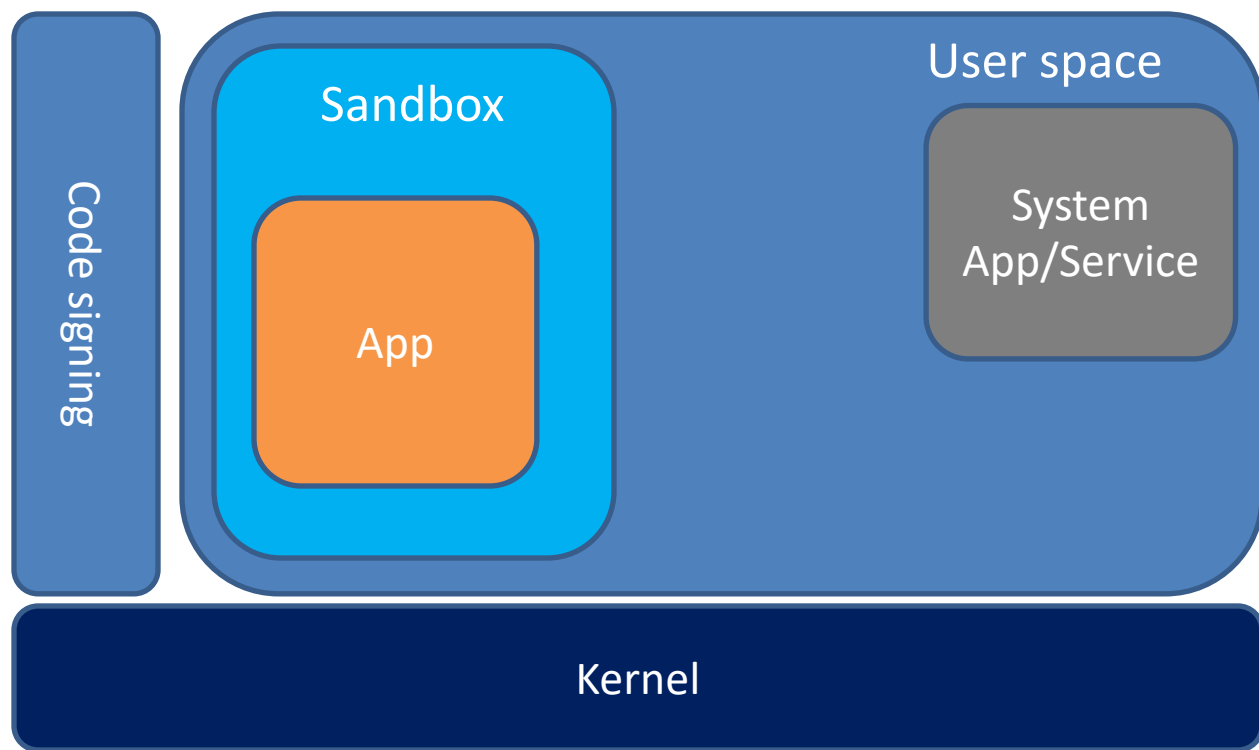 Code signing
Sandbox
App
User space
System
App/Service
Kernel